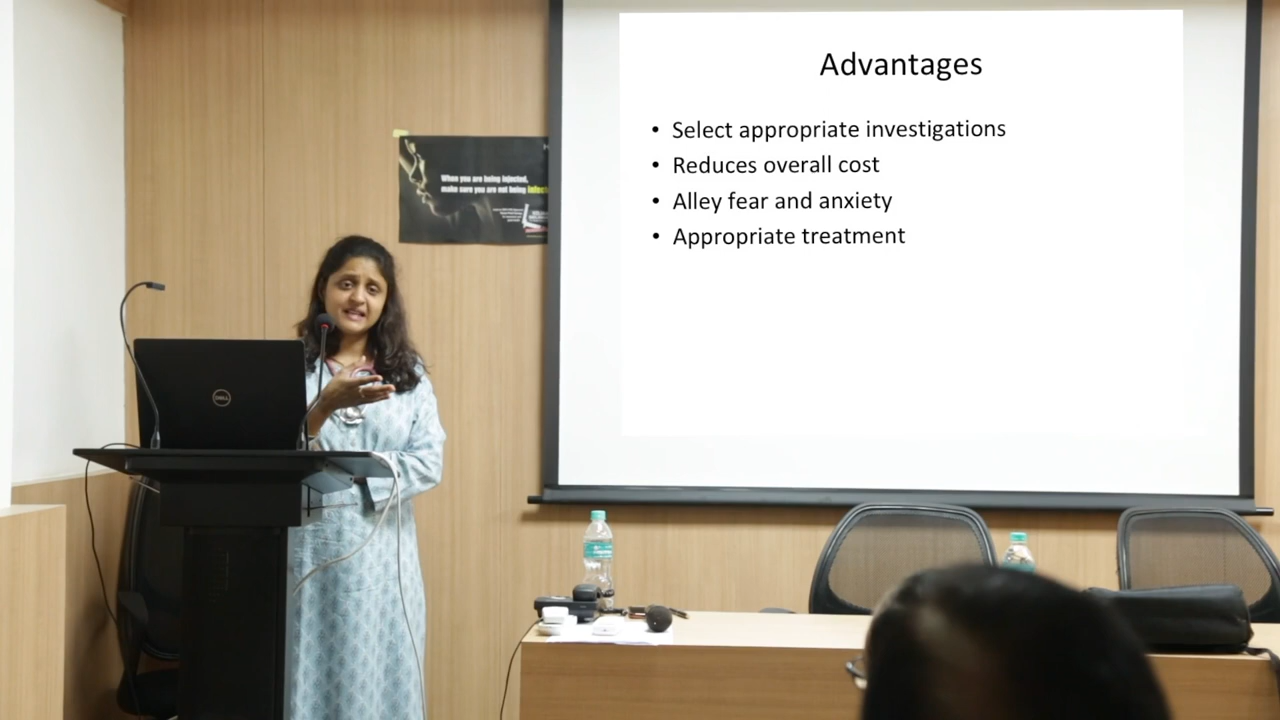 Advantages
• Select appropriate investigations
• Reduces overall cost
• Alley fear and anxiety
• Appropriate treatment
When you are being injected,
make sure you are not being infec
DELL